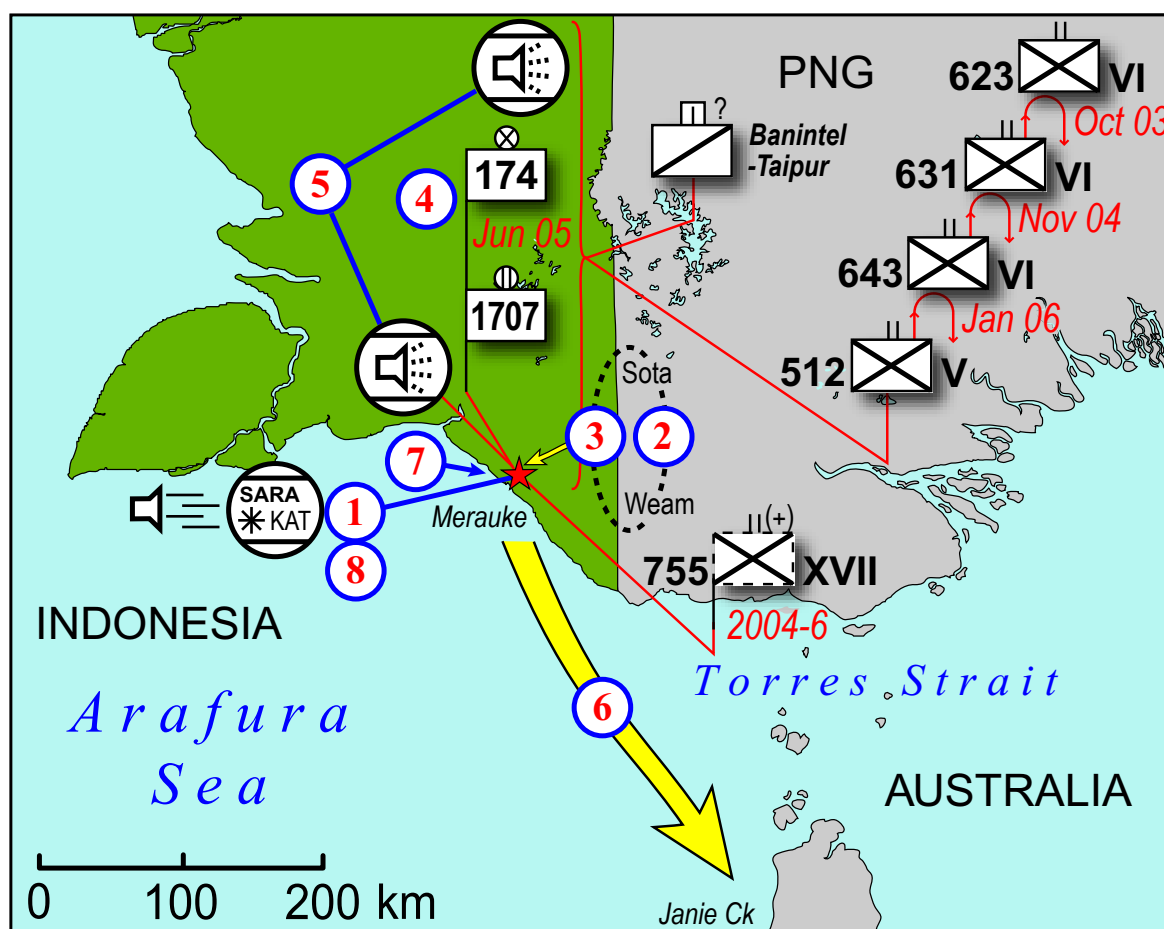 PNG
623 VI
Oct 03
631 VI
Nov 04
643 VI
Jan 06
512 V
?
Banintel
-Taipur
5
4
174
Jun 05
1707
Sota
3
2
Weam
7
SARA
KAT
1
8
Merauke
(+)
755 XVII
2004-6
INDONESIA
Torres Strait
Arafura
Sea
6
AUSTRALIA
0 100 200 km
Janie Ck